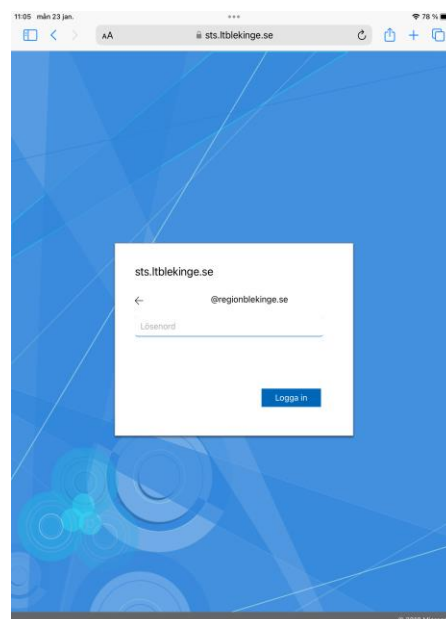 11:05 mån 23 jan.
78 %
AA
sts.ltblekinge.se
sts.ltblekinge.se
@regionblekinge.se
Lösenord
Logga in